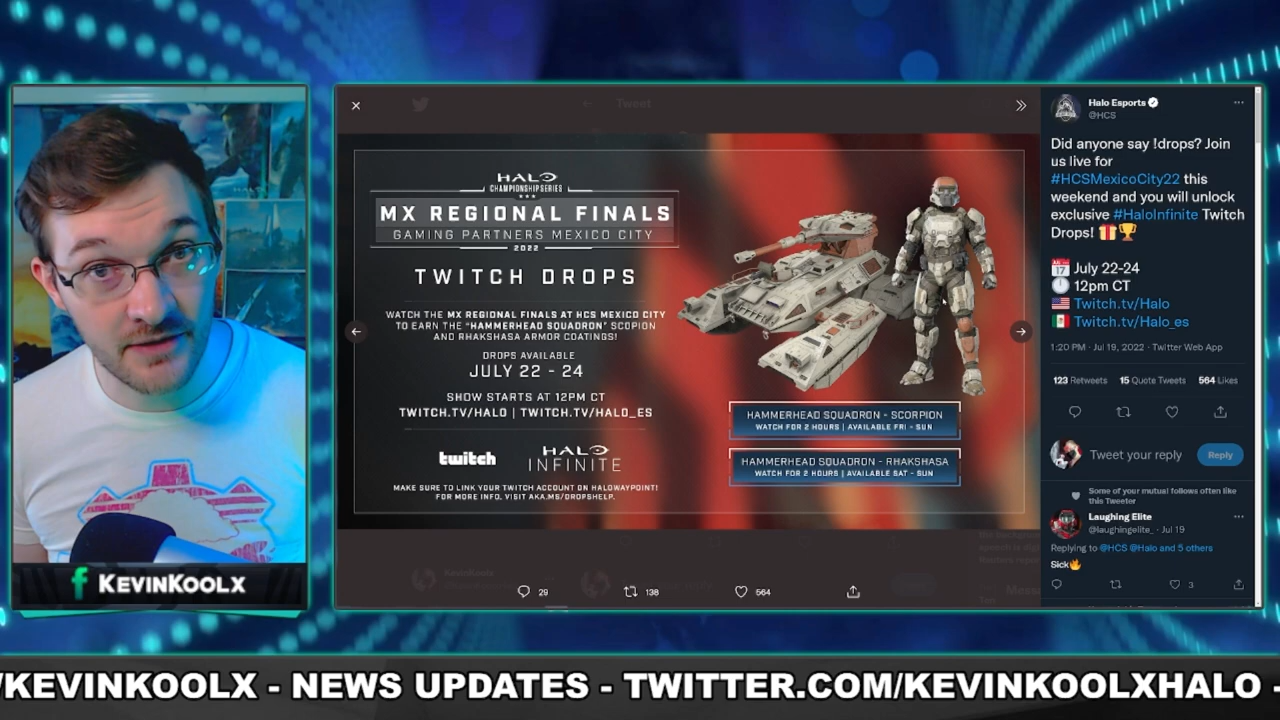 Tweet
HALO
CHAMPIONSHIP SERIES
MX REGIONAL FINALS
GAMING PARTNERS MEXICO CITY
2022
TWITCH DROPS
WATCH THE MX REGIONAL FINALS AT HCS MEXICO CITY
TO EARN THE "HAMMERHEAD SQUADRON" SCOPION
AND RHAKSHASA ARMOR COATINGS!
DROPS AVAILABLE
JULY 22 - 24
SHOW STARTS AT 12PM CT
TWITCH.TV/HALO | TWITCH.TV/HALO_ES
twitch
HALO
INFINITE
MAKE SURE TO LINK YOUR TWITCH ACCOUNT ON HALOWAYPOINT!
FOR MORE INFO, VISIT AKA.MS/DROPSHELP.
HAMMERHEAD SQUADRON - SCORPION
WATCH FOR 2 HOURS | AVAILABLE FRI - SUN
HAMMERHEAD SQUADRON - RHAKSHASA
WATCH FOR 2 HOURS | AVAILABLE SAT - SUN
29
138
564
Halo Esports
@HCS
Did anyone say !drops? Join
us live for
#HCSMexicoCity22 this
weekend and you will unlock
exclusive #HaloInfinite Twitch
Drops! 🎁🏆
📅 July 22-24
🕛 12pm CT
🇺🇸 Twitch.tv/Halo
🇲🇽 Twitch.tv/Halo_es
1:20 PM · Jul 19, 2022 · Twitter Web App
123 Retweets 15 Quote Tweets 564 Likes
Tweet your reply
Reply
Some of your mutual follows often like
this Tweeter
Laughing Elite
@laughingelite_ · Jul 19
Replying to @HCS @Halo and 5 others
Sick🔥
3
f KEVINKOOLX
/KEVINKOOLX - NEWS UPDATES - TWITTER.COM/KEVINKOOLXHALO -